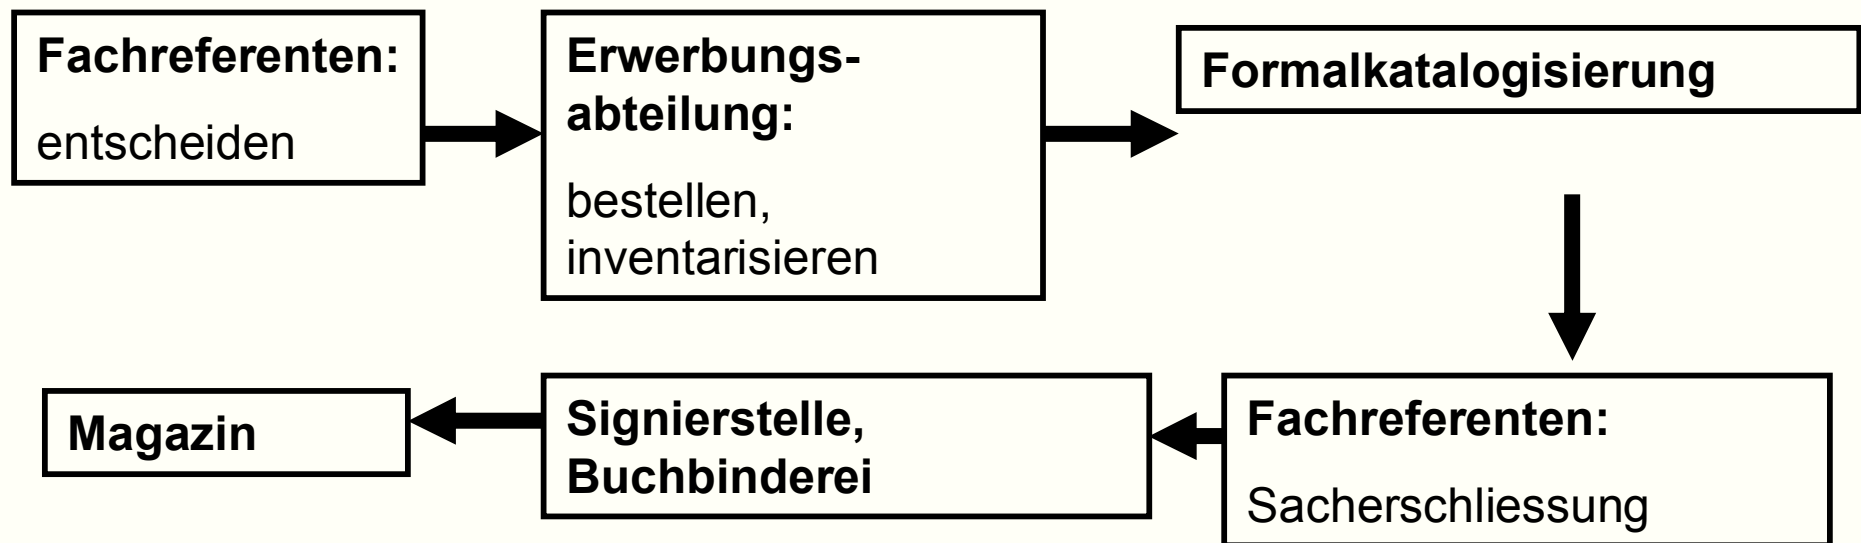 Fachreferenten:
entscheiden
Erwerbungs-
abteilung:
bestellen,
inventarisieren
Formalkatalogisierung
Fachreferenten:
Sacherschliessung
Signierstelle,
Buchbinderei
Magazin